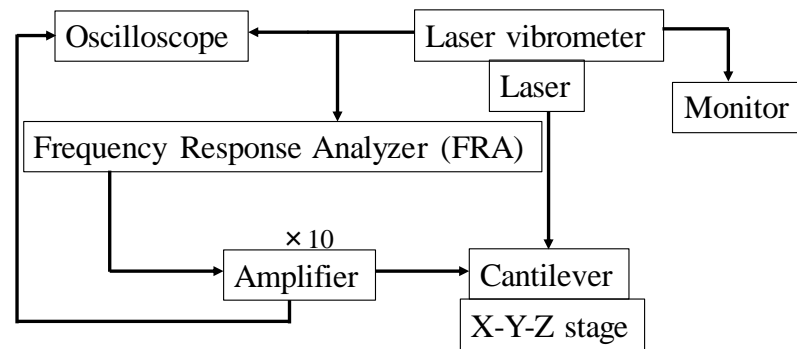 Oscilloscope
Laser vibrometer
Laser
Monitor
Frequency Response Analyzer (FRA)
×10
Amplifier
Cantilever
X-Y-Z stage